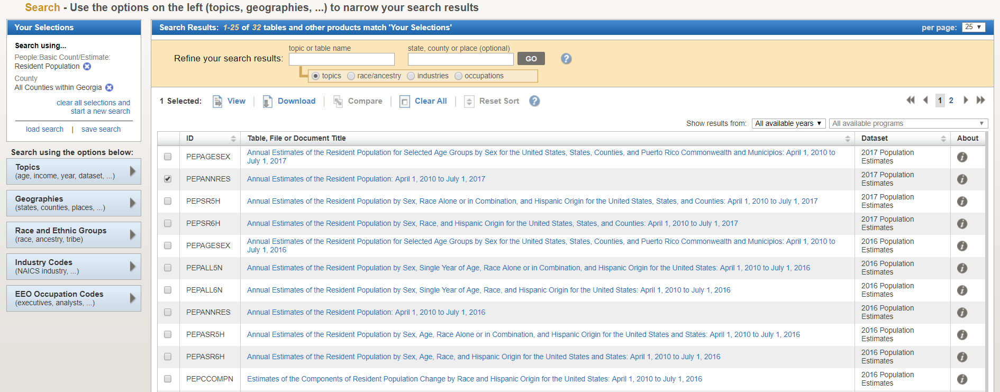 Search - Use the options on the left (topics, geographies, ...) to narrow your search results
Your Selections
Search using...
People:Basic Count/Estimate:
Resident Population
County
All Counties within Georgia
clear all selections and
start a new search
load search | save search
Search using the options below:
Topics
(age, income, year, dataset, ...)
Geographies
(states, counties, places, ...)
Race and Ethnic Groups
(race, ancestry, tribe)
Industry Codes
(NAICS industry, ...)
EEO Occupation Codes
(executives, analysts, ...)
Search Results: 1-25 of 32 tables and other products match 'Your Selections'
per page: 25
topic or table name
state, county or place (optional)
Refine your search results:
GO
?
topics race/ancestry industries occupations
1 Selected: View | Download | Compare | Clear All | Reset Sort ?
1 2
Show results from: All available years All available programs
ID Table, File or Document Title Dataset About
PEPAGESEX Annual Estimates of the Resident Population for Selected Age Groups by Sex for the United States, States, Counties, and Puerto Rico Commonwealth and Municipios: April 1, 2010 to
July 1, 2017
2017 Population
Estimates
PEPANNRES Annual Estimates of the Resident Population: April 1, 2010 to July 1, 2017
2017 Population
Estimates
PEPSR5H Annual Estimates of the Resident Population by Sex, Race Alone or in Combination, and Hispanic Origin for the United States, States, and Counties: April 1, 2010 to July 1, 2017
2017 Population
Estimates
PEPSR6H Annual Estimates of the Resident Population by Sex, Race, and Hispanic Origin for the United States, States, and Counties: April 1, 2010 to July 1, 2017
2017 Population
Estimates
PEPAGESEX Annual Estimates of the Resident Population for Selected Age Groups by Sex for the United States, States, Counties, and Puerto Rico Commonwealth and Municipios: April 1, 2010 to
July 1, 2016
2016 Population
Estimates
PEPALL5N Annual Estimates of the Resident Population by Sex, Single Year of Age, Race Alone or in Combination, and Hispanic Origin for the United States: April 1, 2010 to July 1, 2016
2016 Population
Estimates
PEPALL6N Annual Estimates of the Resident Population by Sex, Single Year of Age, Race, and Hispanic Origin for the United States: April 1, 2010 to July 1, 2016
2016 Population
Estimates
PEPANNRES Annual Estimates of the Resident Population: April 1, 2010 to July 1, 2016
2016 Population
Estimates
PEPASR5H Annual Estimates of the Resident Population by Sex, Age, Race Alone or in Combination, and Hispanic Origin for the United States and States: April 1, 2010 to July 1, 2016
2016 Population
Estimates
PEPASR6H Annual Estimates of the Resident Population by Sex, Age, Race, and Hispanic Origin for the United States and States: April 1, 2010 to July 1, 2016
2016 Population
Estimates
PEPCCOMPN Estimates of the Components of Resident Population Change by Race and Hispanic Origin for the United States: April 1, 2010 to July 1, 2016
2016 Population
Estimates